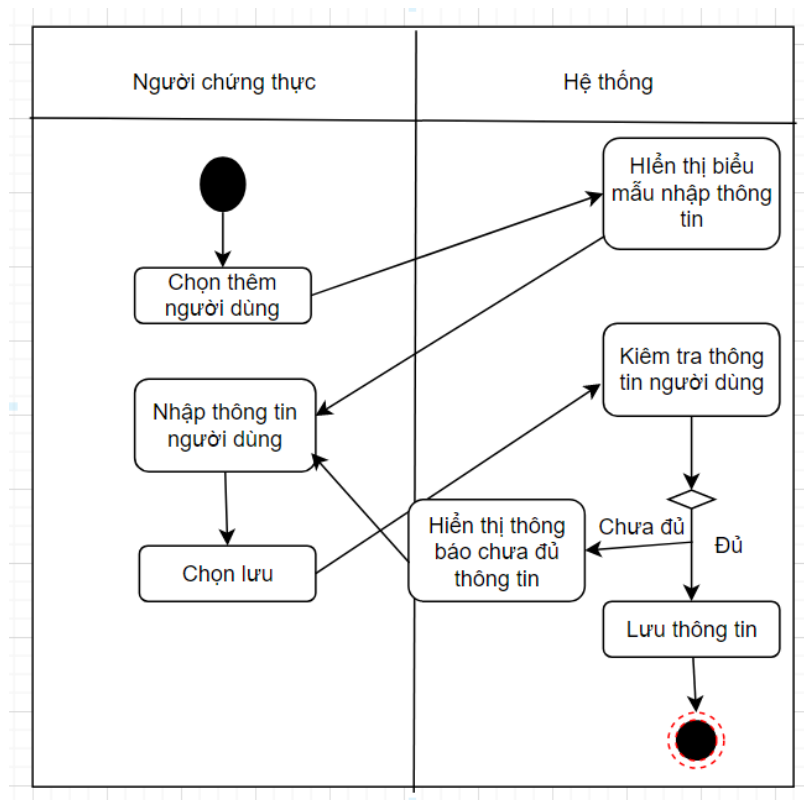 Người chứng thực
Hệ thống
HIển thị biểu
mẫu nhập thông
tin
Chọn thêm
người dùng
Kiêm tra thông
tin người dùng
Nhập thông tin
người dùng
Hiển thị thông
báo chưa đủ
thông tin
Chưa đủ
Đủ
Chọn lưu
Lưu thông tin